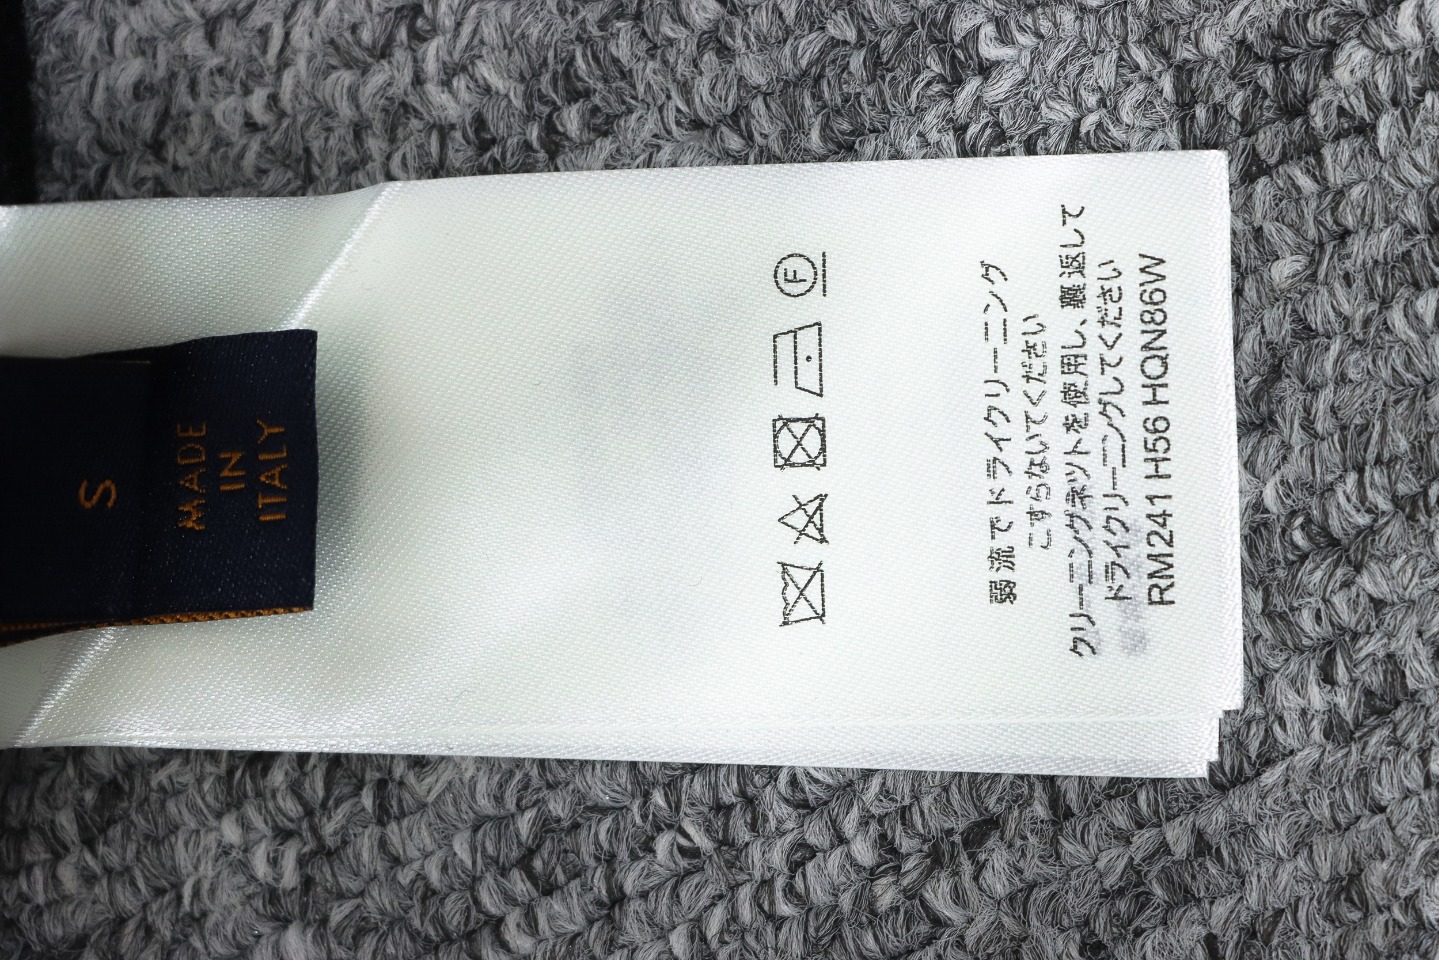 S
MADE
IN
ITALY
F
弱流でドライクリーニング
こすらないでください
クリーニングネットを使用し、裏返して
ドライクリーニングしてください
RM241 H56 HQN86W